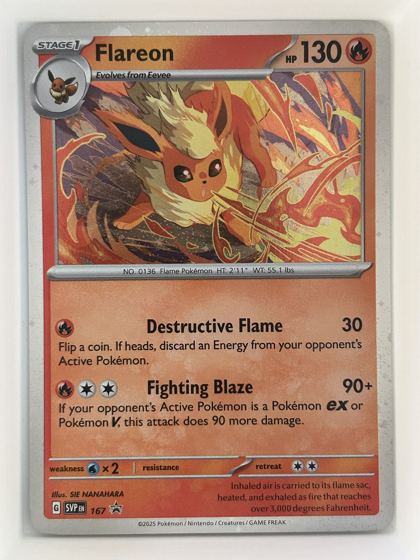 STAGE 1 Flareon HP 130
Evolves from Eevee
NO. 0136 Flame Pokémon HT: 2'11" WT: 55.1 lbs
Destructive Flame 30
Flip a coin. If heads, discard an Energy from your opponent's
Active Pokémon.
Fighting Blaze 90+
If your opponent's Active Pokémon is a Pokémon ex or
Pokémon V, this attack does 90 more damage.
weakness ×2 resistance retreat
Illus. SIE NANAHARA
Inhaled air is carried to its flame sac,
heated, and exhaled as fire that reaches
over 3,000 degrees Fahrenheit.
G SVP EN 167
©2025 Pokémon / Nintendo / Creatures / GAME FREAK